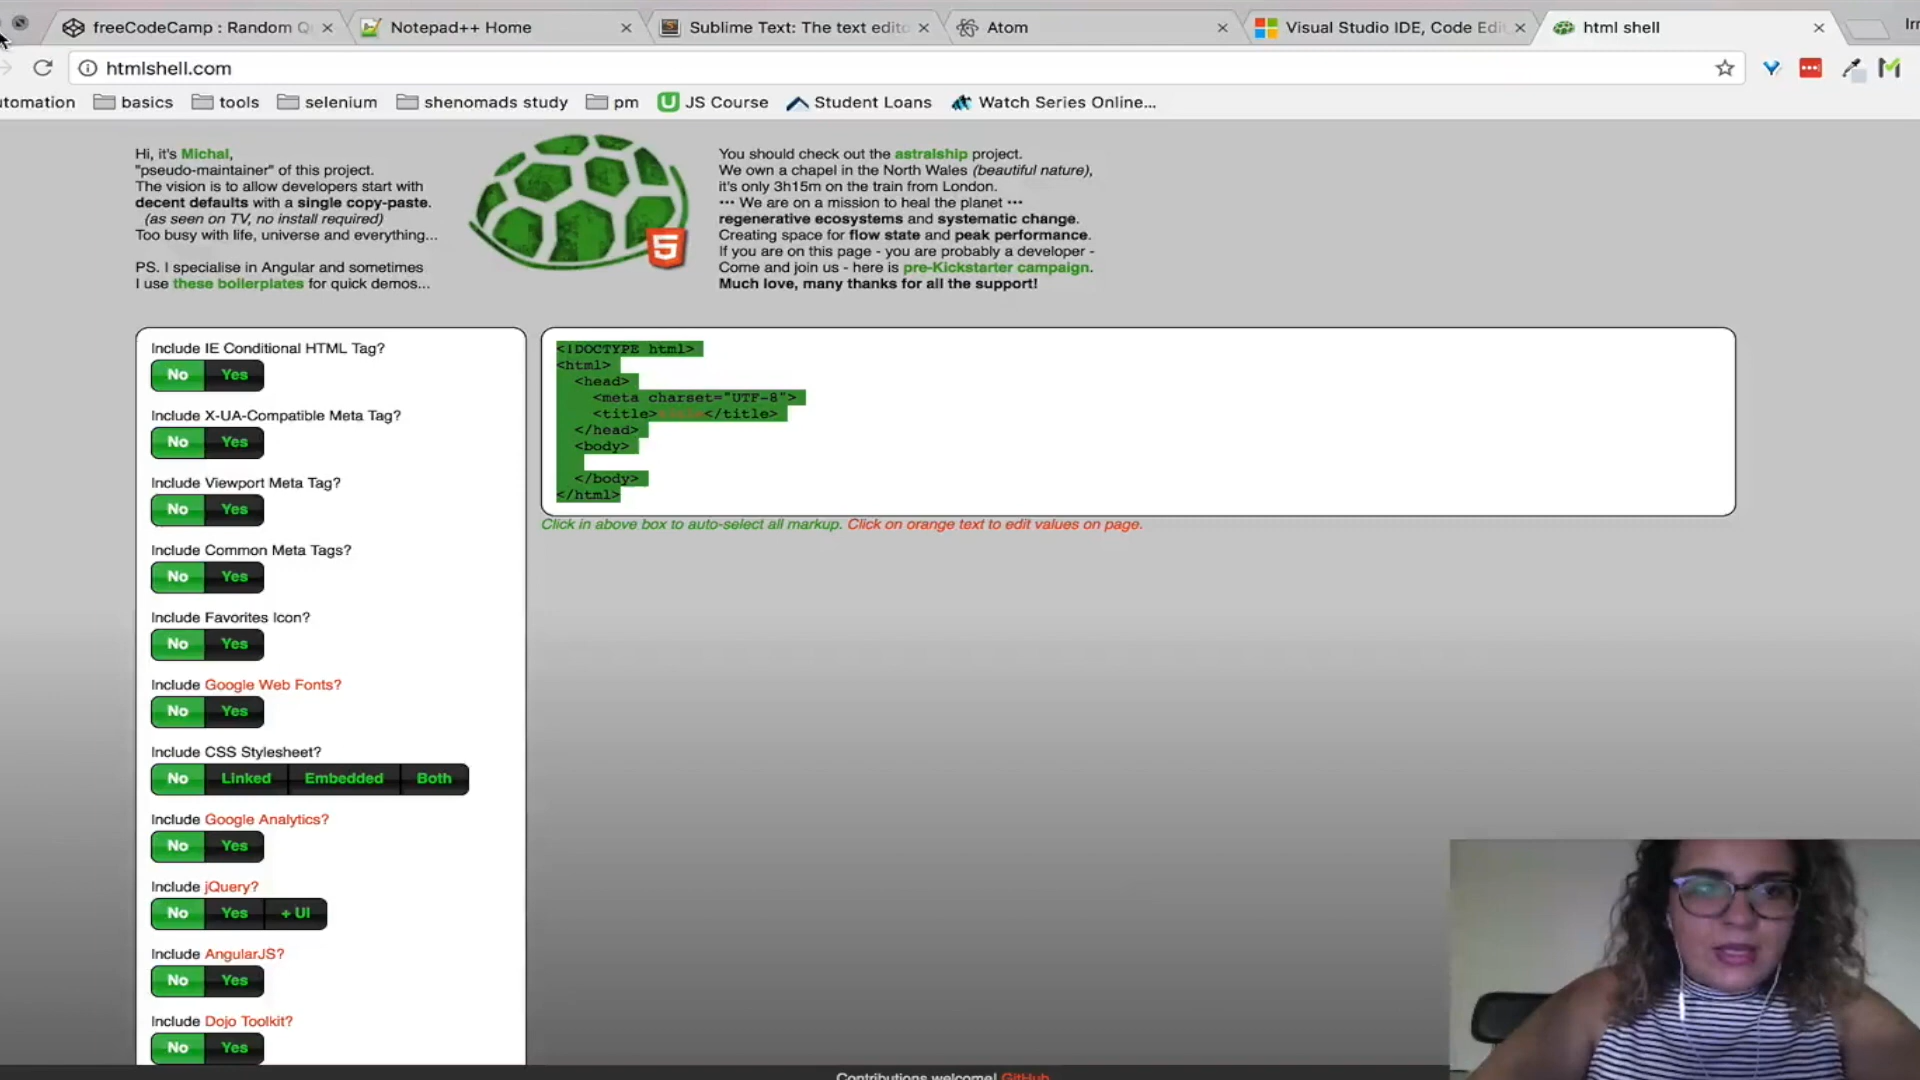 freeCodeCamp : Random Q
Notepad++ Home
Sublime Text: The text edito
Atom
Visual Studio IDE, Code Edi
html shell
htmlshell.com
utomation
basics
tools
selenium
shenomads study
pm
JS Course
Student Loans
Watch Series Online...
Hi, it's Michal,
"pseudo-maintainer" of this project.
The vision is to allow developers start with
decent defaults with a single copy-paste.
(as seen on TV, no install required)
Too busy with life, universe and everything...
PS. I specialise in Angular and sometimes
I use these boilerplates for quick demos...
5
You should check out the astralship project.
We own a chapel in the North Wales (beautiful nature),
it's only 3h15m on the train from London.
••• We are on a mission to heal the planet •••
regenerative ecosystems and systematic change.
Creating space for flow state and peak performance.
If you are on this page - you are probably a developer -
Come and join us - here is pre-Kickstarter campaign.
Much love, many thanks for all the support!
Include IE Conditional HTML Tag?
No Yes
Include X-UA-Compatible Meta Tag?
No Yes
Include Viewport Meta Tag?
No Yes
Include Common Meta Tags?
No Yes
Include Favorites Icon?
No Yes
Include Google Web Fonts?
No Yes
Include CSS Stylesheet?
No Linked Embedded Both
Include Google Analytics?
No Yes
Include jQuery?
No Yes + UI
Include AngularJS?
No Yes
Include Dojo Toolkit?
No Yes
<!DOCTYPE html>
<html>
<head>
<meta charset="UTF-8">
<title></title>
</head>
<body>
</body>
</html>
Click in above box to auto-select all markup. Click on orange text to edit values on page.
Contributions welcome! GitHub